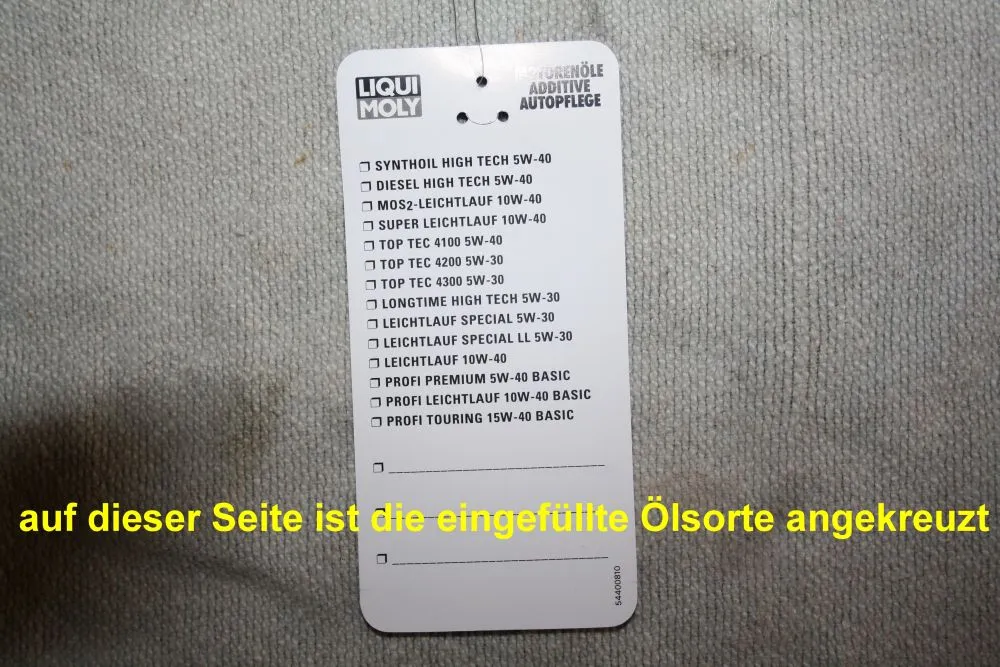 LIQUI
MOLY
MOTORENÖLE
ADDITIVE
AUTOPFLEGE
SYNTHOIL HIGH TECH 5W-40
DIESEL HIGH TECH 5W-40
MOS2-LEICHTLAUF 10W-40
SUPER LEICHTLAUF 10W-40
TOP TEC 4100 5W-40
TOP TEC 4200 5W-30
TOP TEC 4300 5W-30
LONGTIME HIGH TECH 5W-30
LEICHTLAUF SPECIAL 5W-30
LEICHTLAUF SPECIAL LL 5W-30
LEICHTLAUF 10W-40
PROFI PREMIUM 5W-40 BASIC
PROFI LEICHTLAUF 10W-40 BASIC
PROFI TOURING 15W-40 BASIC
auf dieser Seite ist die eingefüllte Ölsorte angekreuzt
54400810